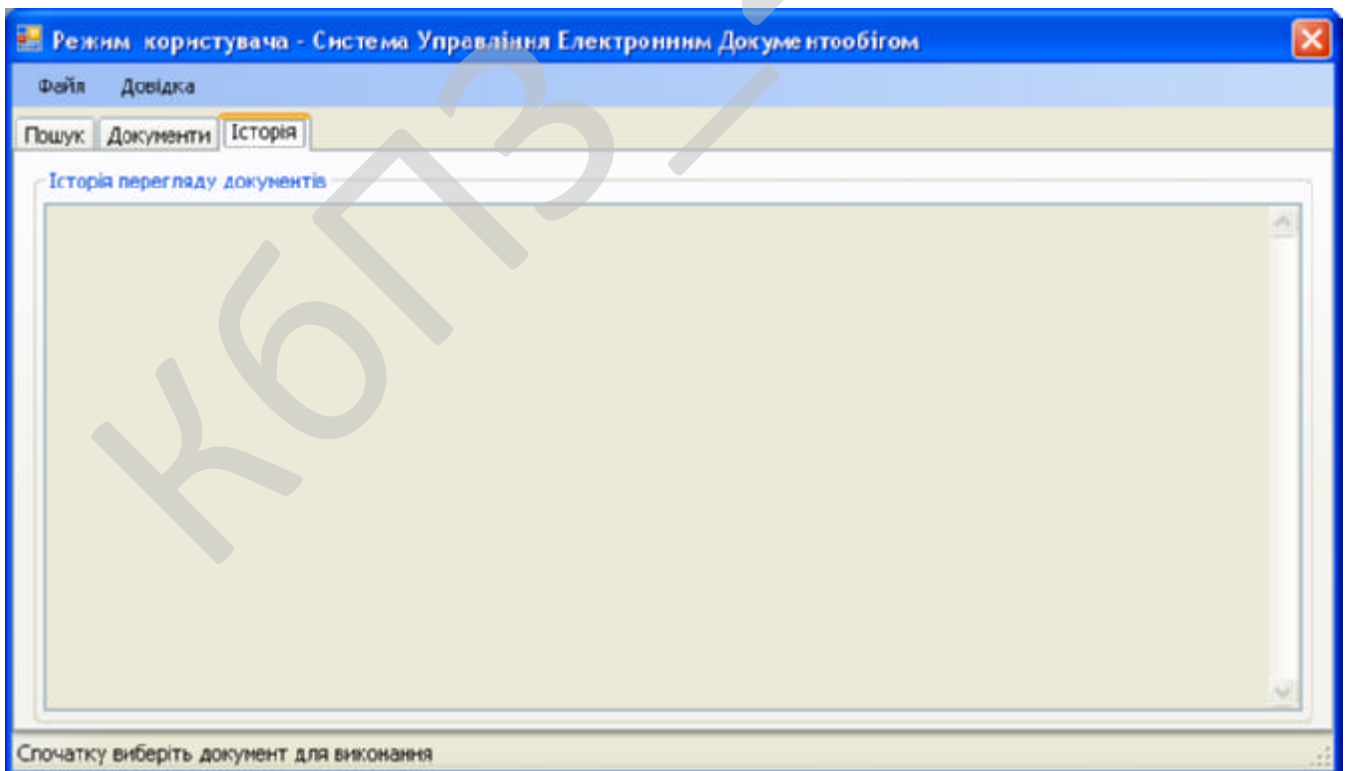 Режим користувача - Система Управління Електронним Документообігом
Файл Довідка
Пошук Документи Історія
Історія перегляду документів
Спочатку виберіть документ для виконання
КбПЗ_